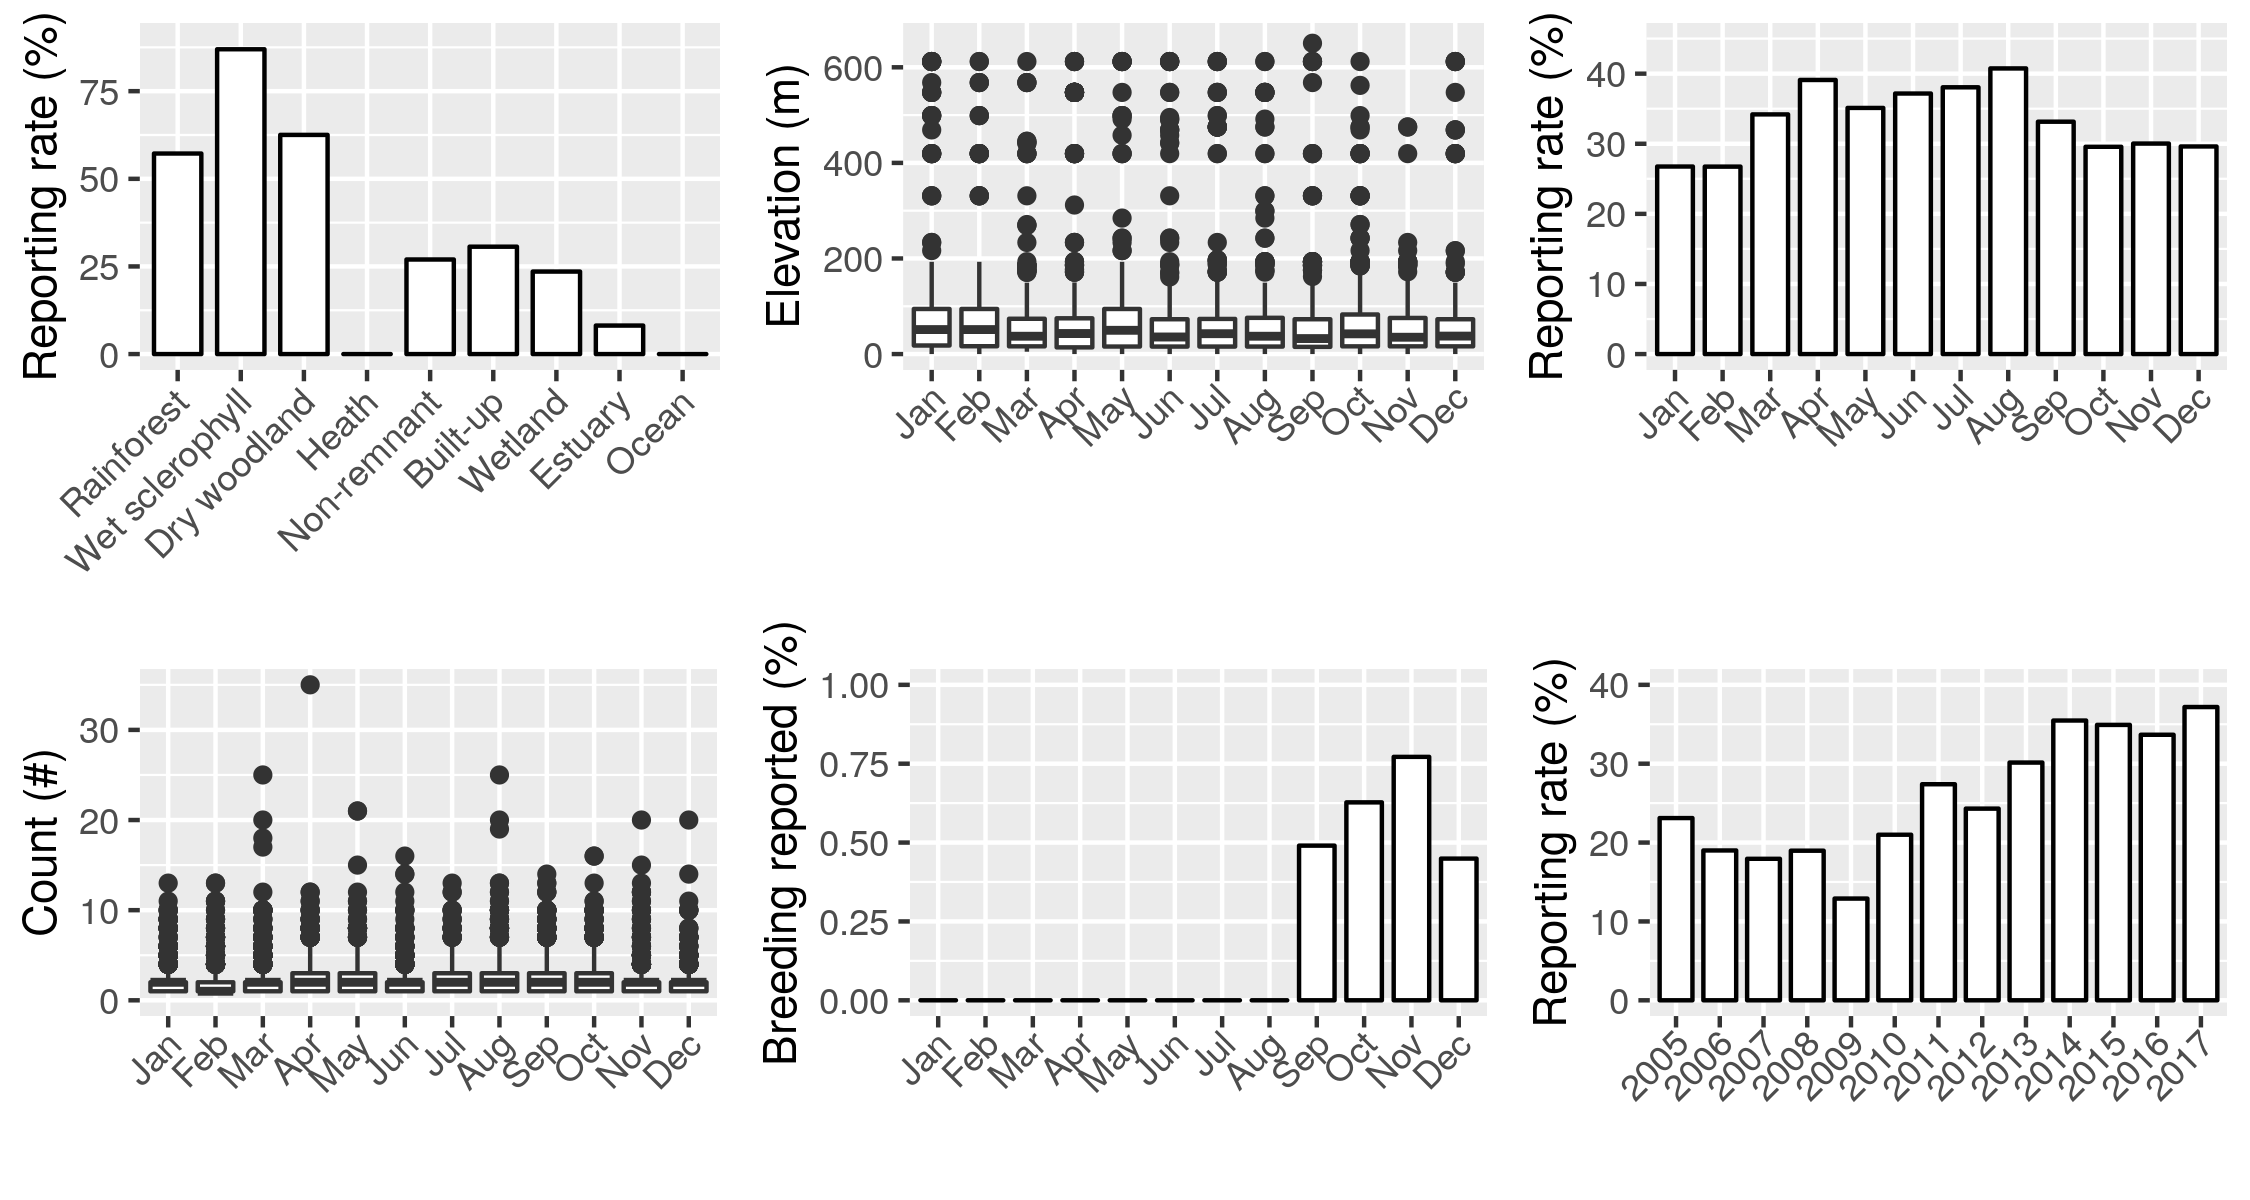 Reporting rate (%)
75
50
25
0
Rainforest
Wet sclerophyll
Dry woodland
Heath
Non-remnant
Built-up
Wetland
Estuary
Ocean
Elevation (m)
600
400
200
0
Jan
Feb
Mar
Apr
May
Jun
Jul
Aug
Sep
Oct
Nov
Dec
Reporting rate (%)
40
30
20
10
0
Jan
Feb
Mar
Apr
May
Jun
Jul
Aug
Sep
Oct
Nov
Dec
Count (#)
30
20
10
0
Jan
Feb
Mar
Apr
May
Jun
Jul
Aug
Sep
Oct
Nov
Dec
Breeding reported (%)
1.00
0.75
0.50
0.25
0.00
Jan
Feb
Mar
Apr
May
Jun
Jul
Aug
Sep
Oct
Nov
Dec
Reporting rate (%)
40
30
20
10
0
2005
2006
2007
2008
2009
2010
2011
2012
2013
2014
2015
2016
2017